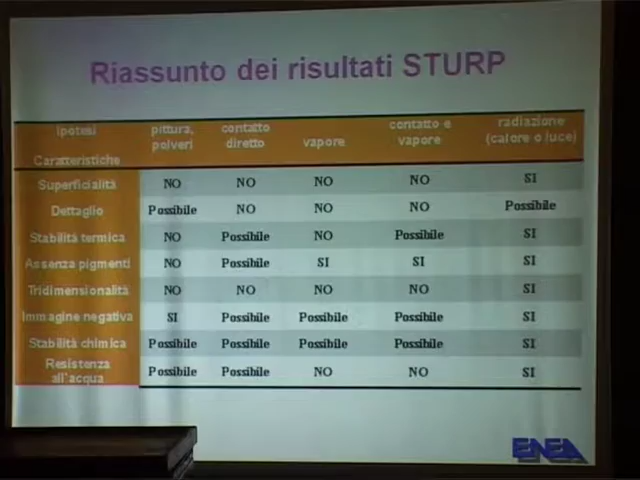 Riassunto dei risultati STURP
Ipotesi
Caratteristiche
pittura, polveri
contatto diretto
vapore
contatto e vapore
radiazione (calore o luce)
Superficialità NO NO NO NO SI
Dettaglio Possibile NO NO NO Possibile
Stabilità termica NO Possibile NO Possibile SI
Assenza pigmenti NO Possibile SI SI SI
Tridimensionalità NO NO NO NO SI
Immagine negativa SI Possibile Possibile Possibile SI
Stabilità chimica Possibile Possibile Possibile Possibile SI
Resistenza all'acqua Possibile Possibile NO NO SI
ENEA